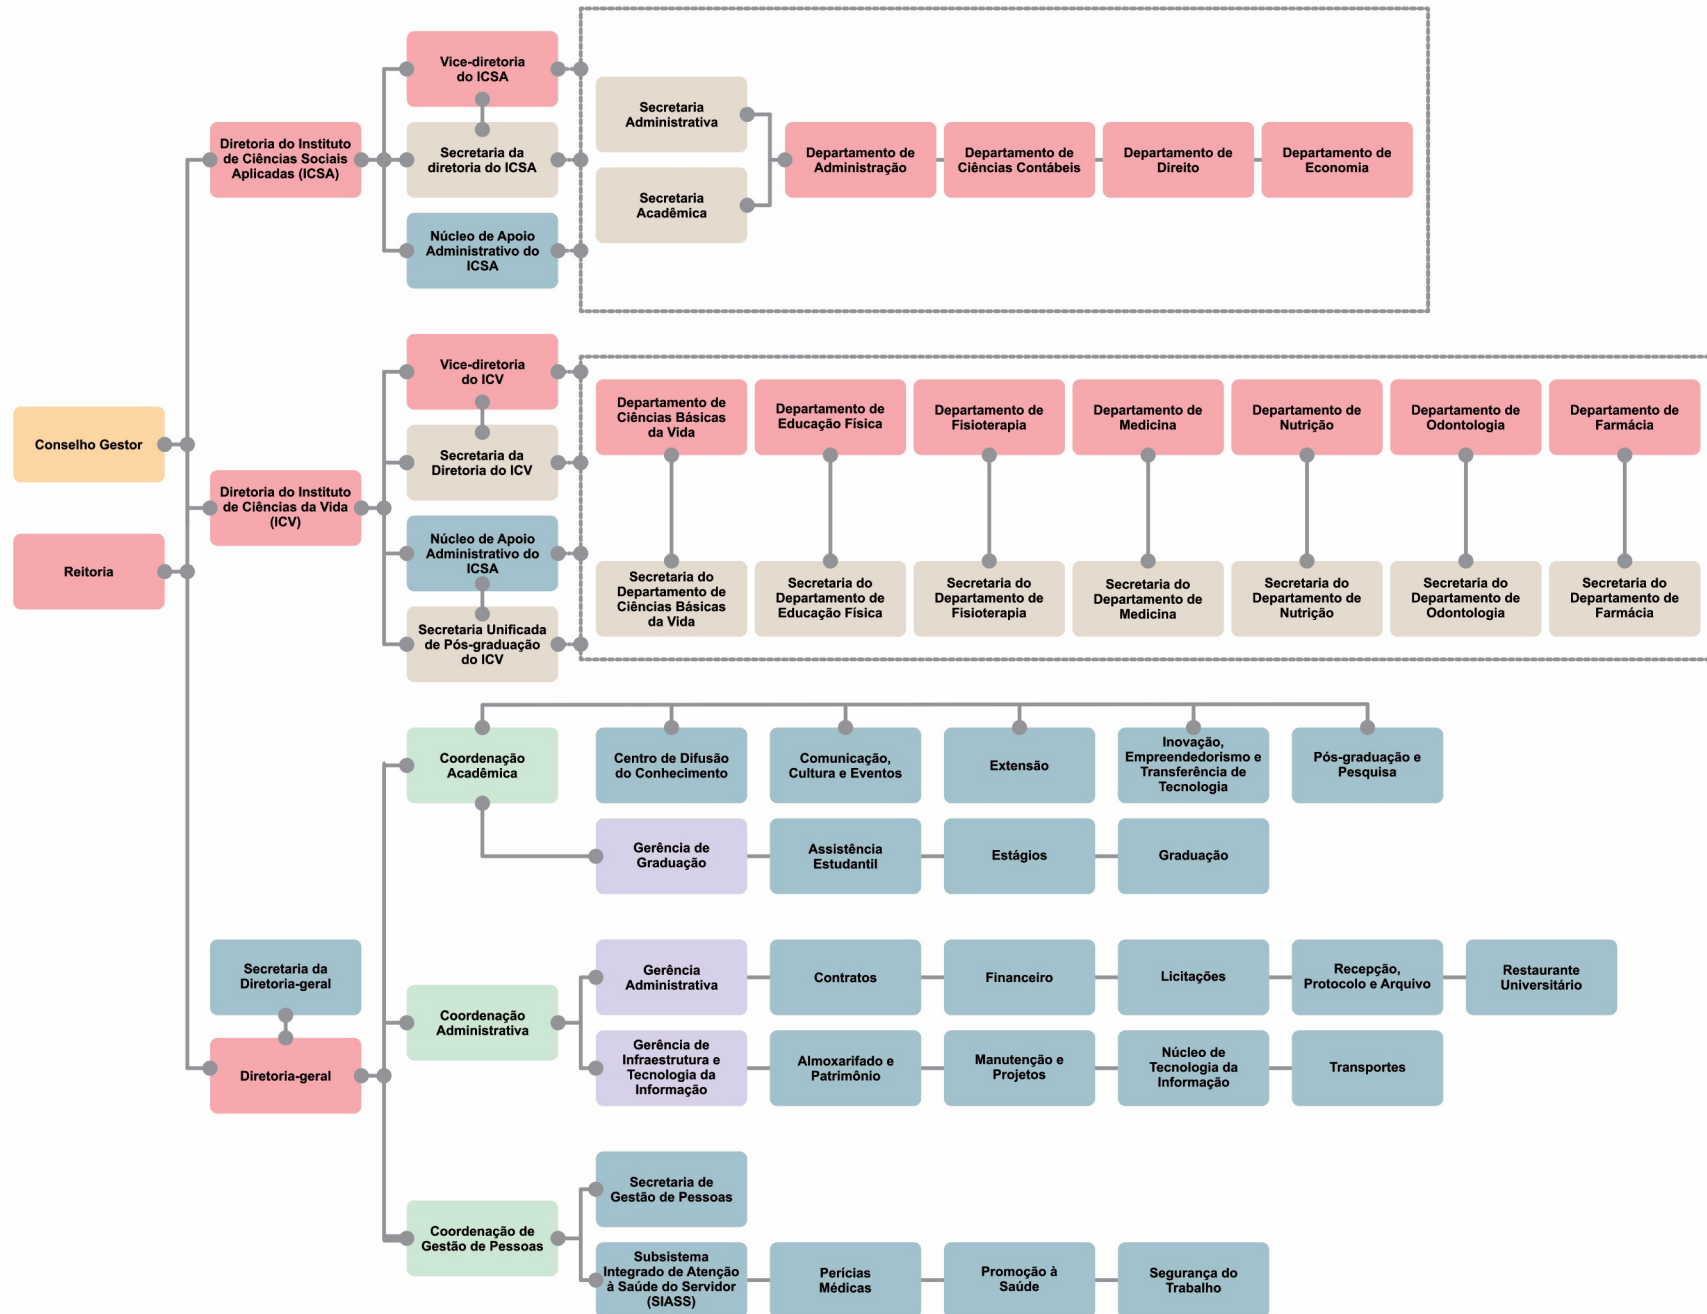 Vice-diretoria
do ICSA
Secretaria
Administrativa
Diretoria do Instituto
de Ciências Sociais
Aplicadas (ICSA)
Secretaria da
diretoria do ICSA
Departamento de
Administração
Departamento de
Ciências Contábeis
Departamento de
Direito
Departamento de
Economia
Secretaria
Acadêmica
Núcleo de Apoio
Administrativo do
ICSA
Vice-diretoria
do ICV
Departamento de
Ciências Básicas
da Vida
Departamento de
Educação Física
Departamento de
Fisioterapia
Departamento de
Medicina
Departamento de
Nutrição
Departamento de
Odontologia
Departamento de
Farmácia
Conselho Gestor
Secretaria da
Diretoria do ICV
Diretoria do Instituto
de Ciências da Vida
(ICV)
Núcleo de Apoio
Administrativo do
ICSA
Reitoria
Secretaria do
Departamento de
Ciências Básicas
da Vida
Secretaria do
Departamento de
Educação Física
Secretaria do
Departamento de
Fisioterapia
Secretaria do
Departamento de
Medicina
Secretaria do
Departamento de
Nutrição
Secretaria do
Departamento de
Odontologia
Secretaria do
Departamento de
Farmácia
Secretaria Unificada
de Pós-graduação
do ICV
Coordenação
Acadêmica
Centro de Difusão
do Conhecimento
Comunicação,
Cultura e Eventos
Extensão
Inovação,
Empreendedorismo e
Transferência de
Tecnologia
Pós-graduação e
Pesquisa
Gerência de
Graduação
Assistência
Estudantil
Estágios
Graduação
Secretaria da
Diretoria-geral
Gerência
Administrativa
Contratos
Financeiro
Licitações
Recepção,
Protocolo e Arquivo
Restaurante
Universitário
Coordenação
Administrativa
Diretoria-geral
Gerência de
Infraestrutura e
Tecnologia da
Informação
Almoxarifado e
Patrimônio
Manutenção e
Projetos
Núcleo de
Tecnologia da
Informação
Transportes
Secretaria de
Gestão de Pessoas
Coordenação de
Gestão de Pessoas
Subsistema
Integrado de Atenção
à Saúde do Servidor
(SIASS)
Perícias
Médicas
Promoção à
Saúde
Segurança do
Trabalho